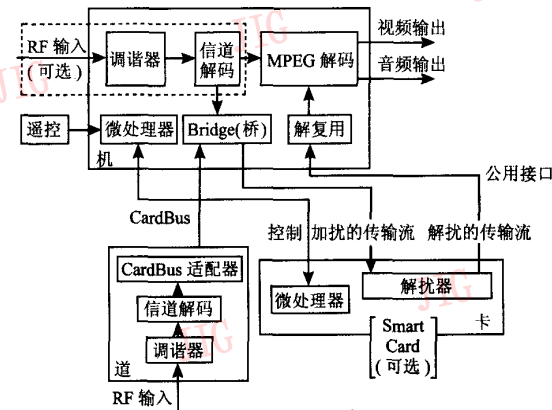 视频输出
RF 输入
(可选)
调谐器
信道
解码
MPEG 解码
音频输出
遥控
微处理器
Bridge(桥)
解复用
机
公用接口
CardBus
控制
加扰的传输流
解扰的传输流
CardBus 适配器
信道解码
调谐器
道
RF 输入
微处理器
解扰器
卡
Smart
Card
(可选)
JIG
JIG
JIG
JIG